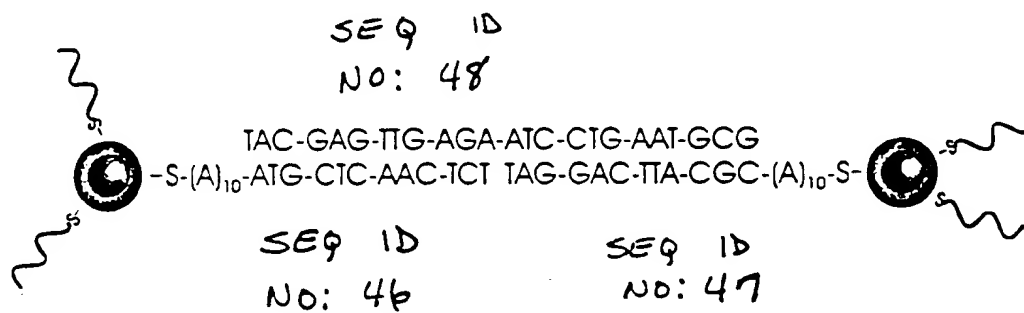 SEQ ID
NO: 48
TAC-GAG-TTG-AGA-ATC-CTG-AAT-GCG
S S
-S-(A)10-ATG-CTC-AAC-TCT TAG-GAC-TTA-CGC-(A)10-S-
S S
SEQ ID SEQ ID
NO: 46 NO: 47